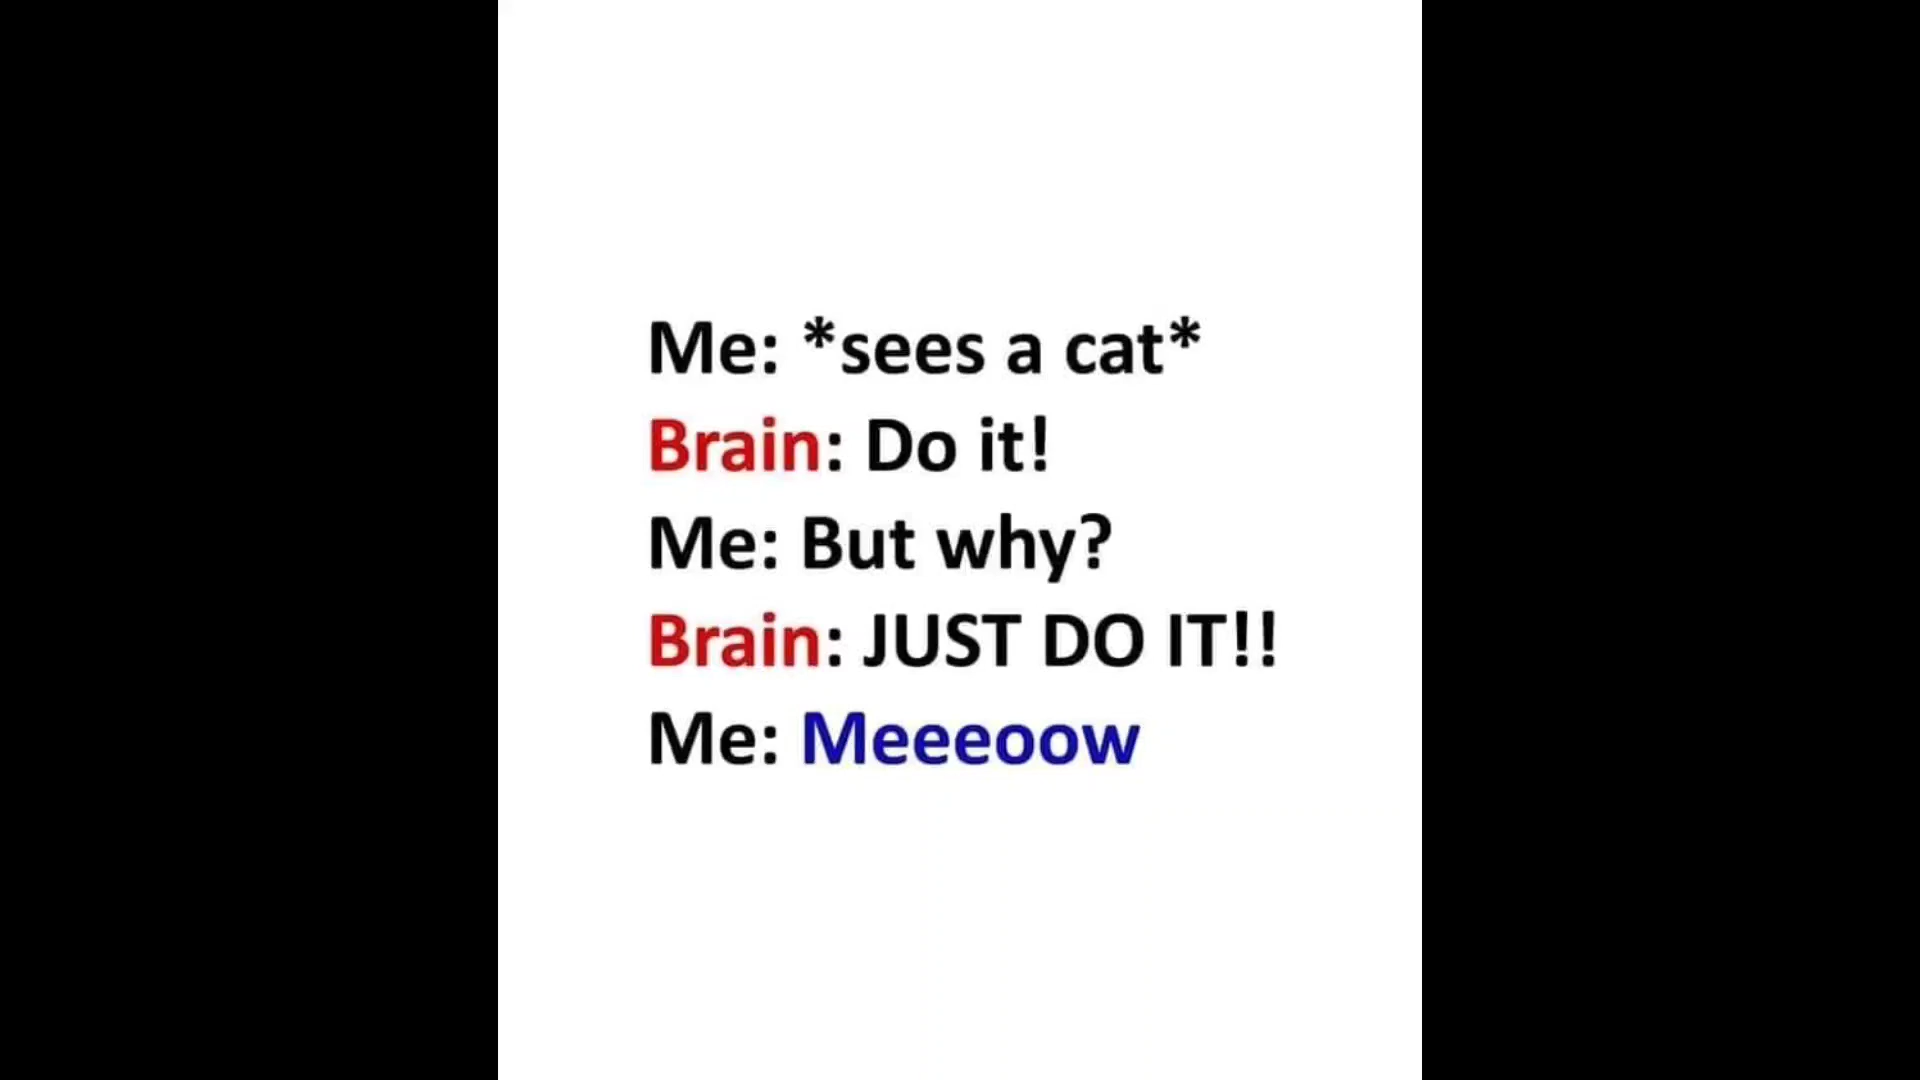 Me: *sees a cat*
Brain: Do it!
Me: But why?
Brain: JUST DO IT!!
Me: Meeeoow